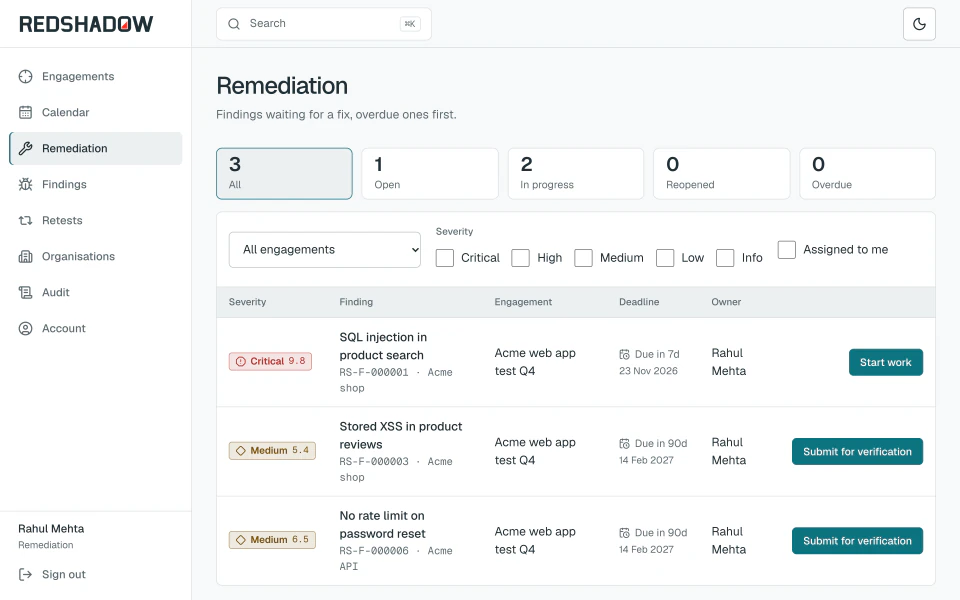 REDSHADOW
Search
⌘K
Engagements
Calendar
Remediation
Findings
Retests
Organisations
Audit
Account
Rahul Mehta
Remediation
Sign out
Remediation
Findings waiting for a fix, overdue ones first.
3
All
1
Open
2
In progress
0
Reopened
0
Overdue
All engagements
Severity
Critical
High
Medium
Low
Info
Assigned to me
Severity Finding Engagement Deadline Owner
Critical 9.8
SQL injection in
product search
RS-F-000001 · Acme
shop
Acme web app
test Q4
Due in 7d
23 Nov 2026
Rahul
Mehta
Start work
Medium 5.4
Stored XSS in product
reviews
RS-F-000003 · Acme
shop
Acme web app
test Q4
Due in 90d
14 Feb 2027
Rahul
Mehta
Submit for verification
Medium 6.5
No rate limit on
password reset
RS-F-000006 · Acme
API
Acme web app
test Q4
Due in 90d
14 Feb 2027
Rahul
Mehta
Submit for verification